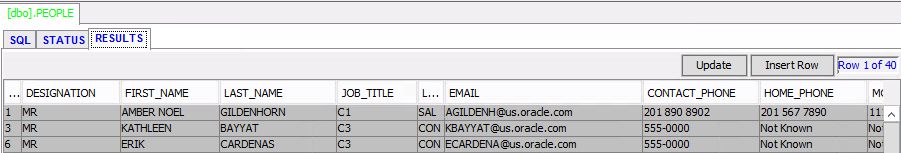 [dbo].PEOPLE
SQL STATUS RESULTS
Update Insert Row Row 1 of 40
... DESIGNATION FIRST_NAME LAST_NAME JOB_TITLE L... EMAIL CONTACT_PHONE HOME_PHONE MO
1 MR AMBER NOEL GILDENHORN C1 SAL AGILDENH@us.oracle.com 201 890 8902 201 567 7890 11
3 MR KATHLEEN BAYYAT C3 CON KBAYYAT@us.oracle.com 555-0000 Not Known Not
6 MR ERIK CARDENAS C3 CON ECARDENA@us.oracle.com 555-0000 Not Known Not